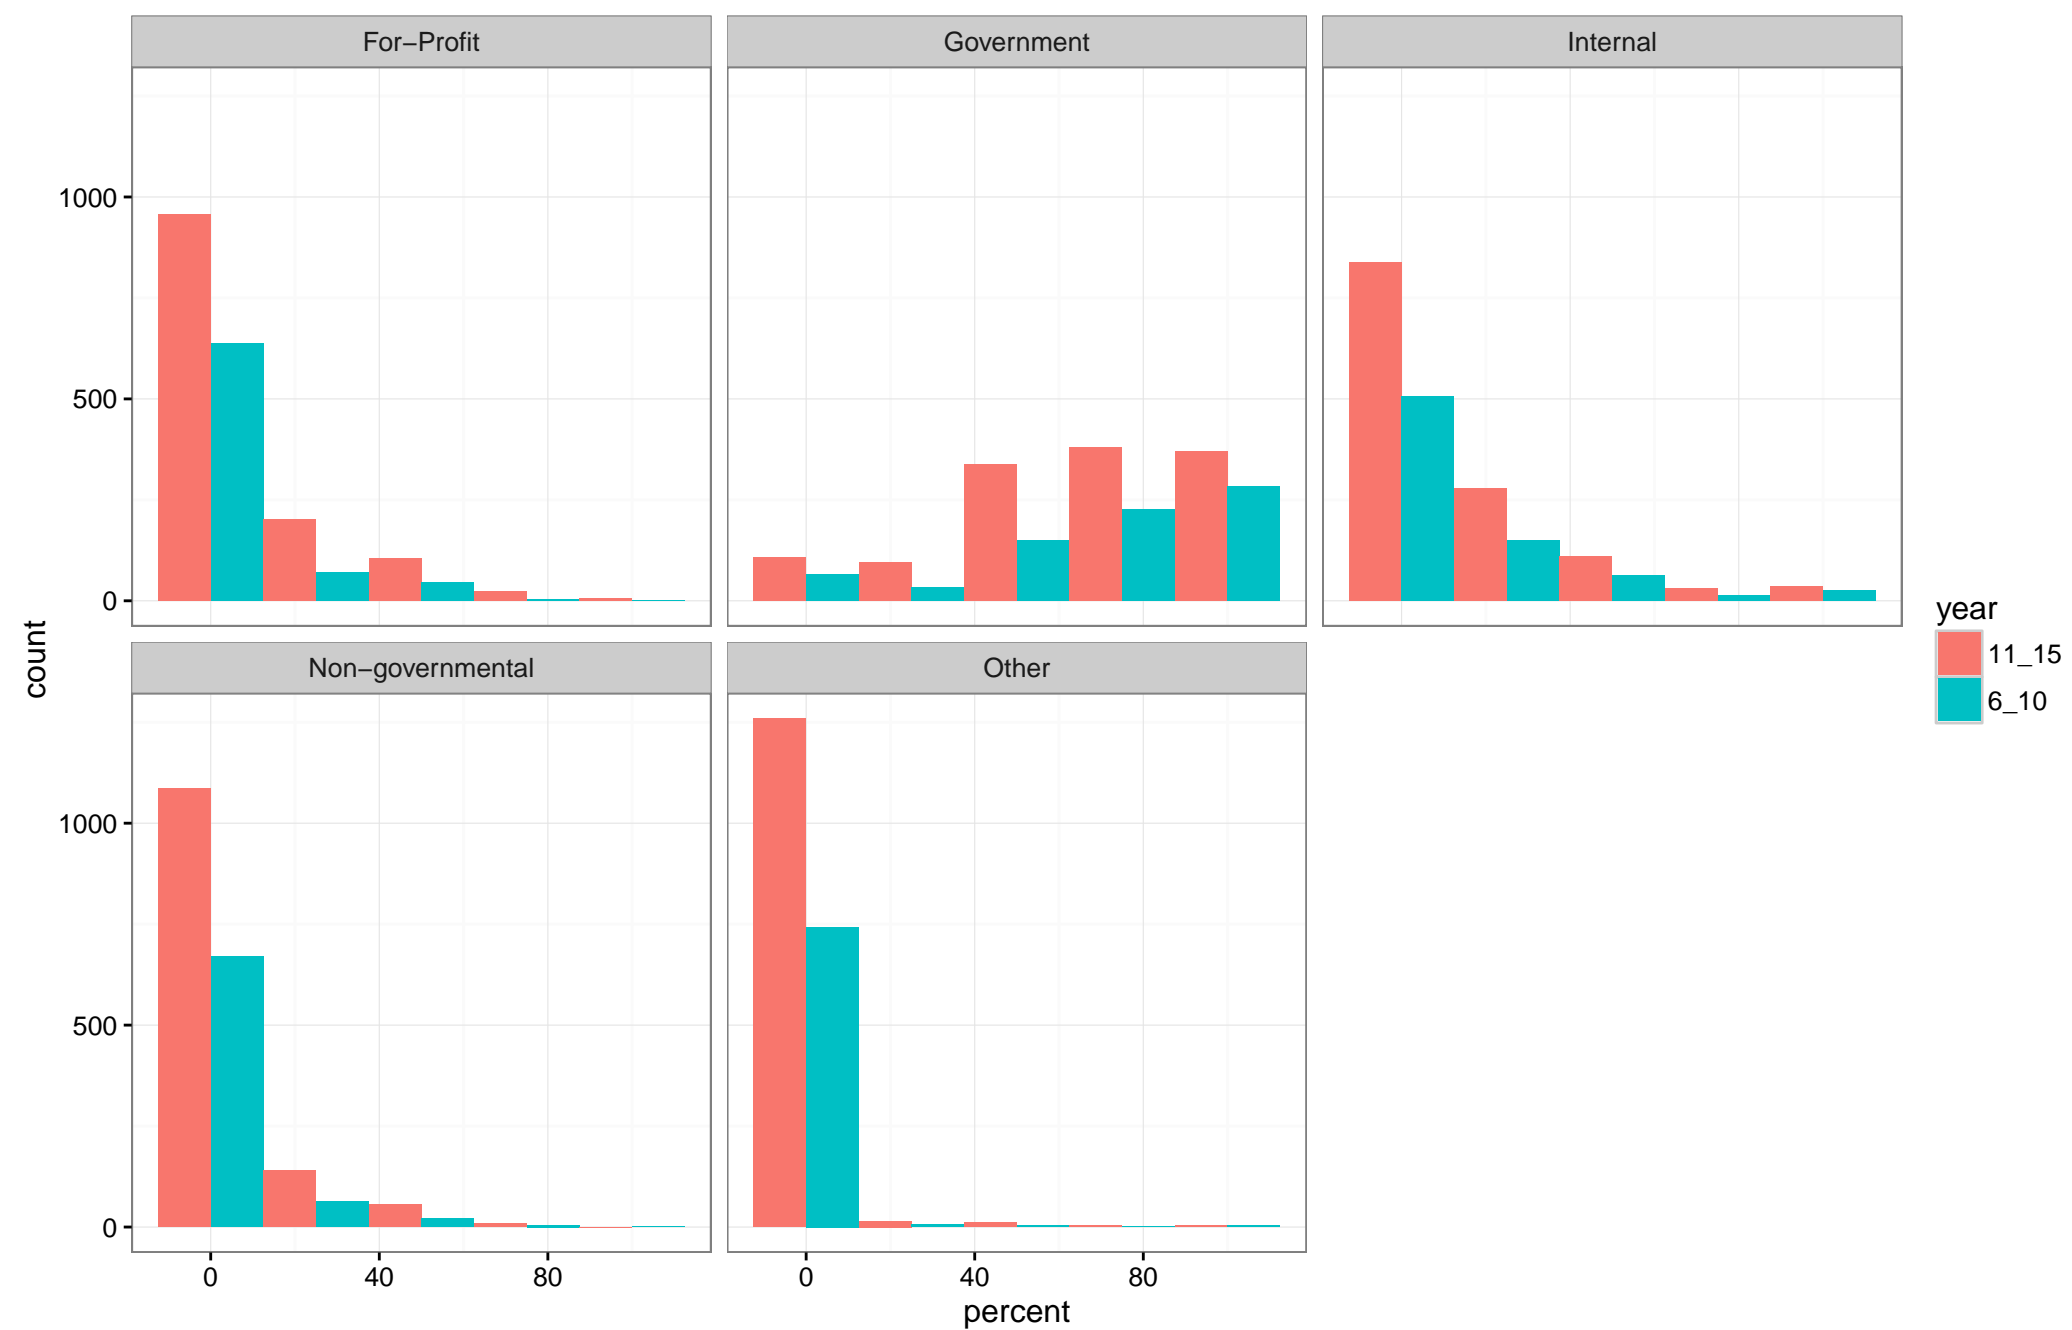 For−Profit
Government
Internal
1000
500
0
Non−governmental
Other
1000
500
0
0
40
80
0
40
80
percent
count
year
11_15
6_10